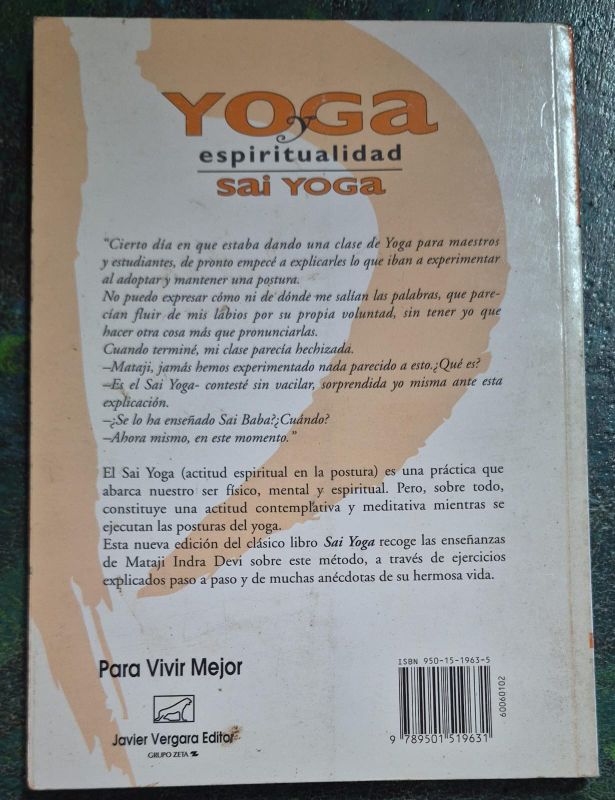 YOGA
y
espiritualidad
sai YOGa
"Cierto día en que estaba dando una clase de Yoga para maestros
y estudiantes, de pronto empecé a explicarles lo que iban a experimentar
al adoptar y mantener una postura.
No puedo expresar cómo ni de dónde me salían las palabras, que pare-
cían fluir de mis labios por su propia voluntad, sin tener yo que
hacer otra cosa más que pronunciarlas.
Cuando terminé, mi clase parecía hechizada.
–Mataji, jamás hemos experimentado nada parecido a esto.¿Qué es?
–Es el Sai Yoga- contesté sin vacilar, sorprendida yo misma ante esta
explicación.
–¿Se lo ha enseñado Sai Baba?¿Cuándo?
–Ahora mismo, en este momento."
El Sai Yoga (actitud espiritual en la postura) es una práctica que
abarca nuestro ser físico, mental y espiritual. Pero, sobre todo,
constituye una actitud contemplativa y meditativa mientras se
ejecutan las posturas del yoga.
Esta nueva edición del clásico libro Sai Yoga recoge las enseñanzas
de Mataji Indra Devi sobre este método, a través de ejercicios
explicados paso a paso y de muchas anécdotas de su hermosa vida.
Para Vivir Mejor
Javier Vergara Editor
GRUPO ZETA
ISBN 950-15-1963-5
9 789501 519631
60060102